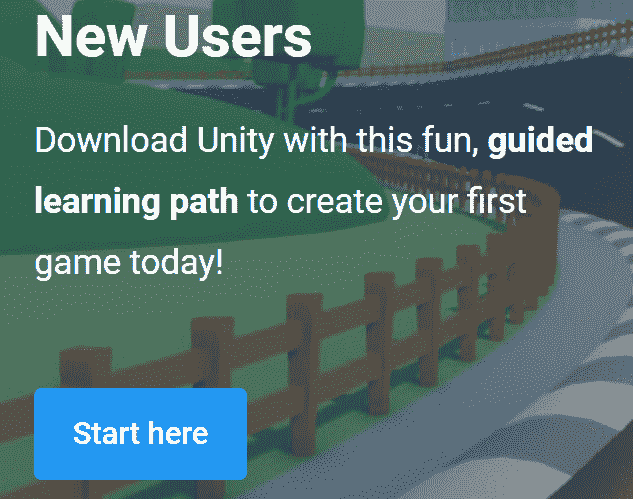 New Users
Download Unity with this fun, guided
learning path to create your first
game today!
Start here